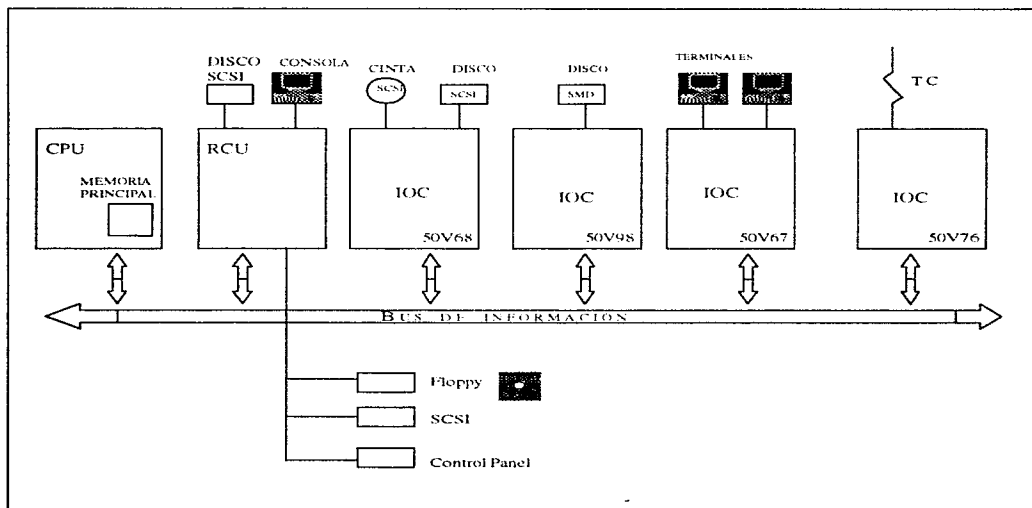 DISCO
SCSI
CONSOLA
CINTA
SCSI
DISCO
SCSI
DISCO
SMD
TERMINALES
TC
CPU
MEMORIA
PRINCIPAL
RCU
IOC
50V68
IOC
50V98
IOC
50V67
IOC
50V76
BUS DE INFORMACION
Floppy
SCSI
Control Panel